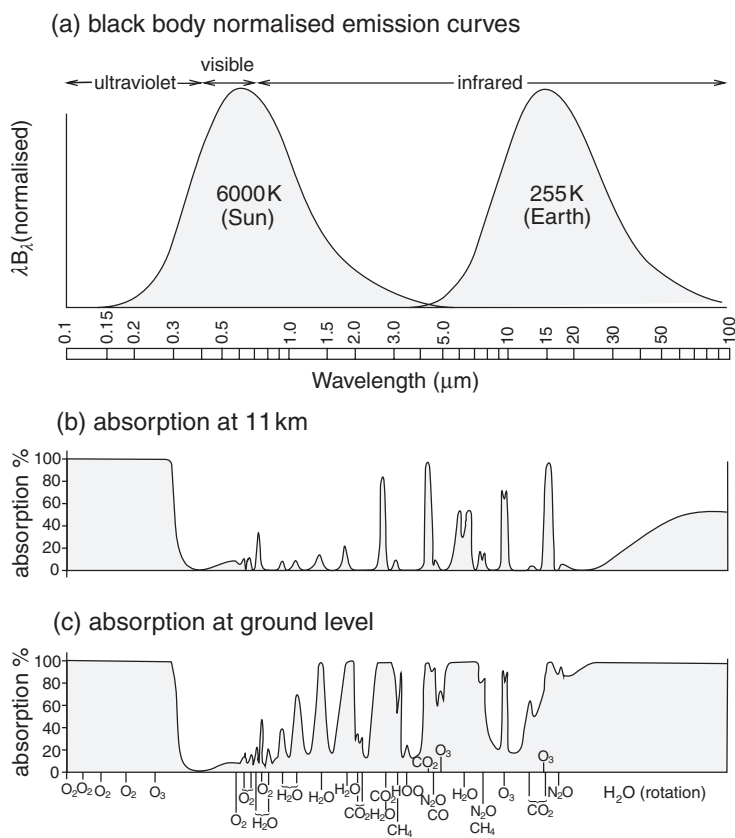 (a) black body normalised emission curves
visible
ultraviolet
infrared
λBλ(normalised)
6000K
(Sun)
255K
(Earth)
0.1 0.15 0.2 0.3 0.5 1.0 1.5 2.0 3.0 5.0 10 15 20 30 50 100
Wavelength (μm)
(b) absorption at 11km
absorption %
100
80
60
40
20
0
(c) absorption at ground level
absorption %
100
80
60
40
20
0
CO₂ O₃ O₃
O₂ O₂ O₂ O₂ O₃ O₂ O₂ H₂O H₂O H₂O CO₂ HOO N₂O H₂O O₃ N₂O H₂O (rotation)
O₂ H₂O CO₂ H₂O CO N₂O CO₂
CH₄ CH₄